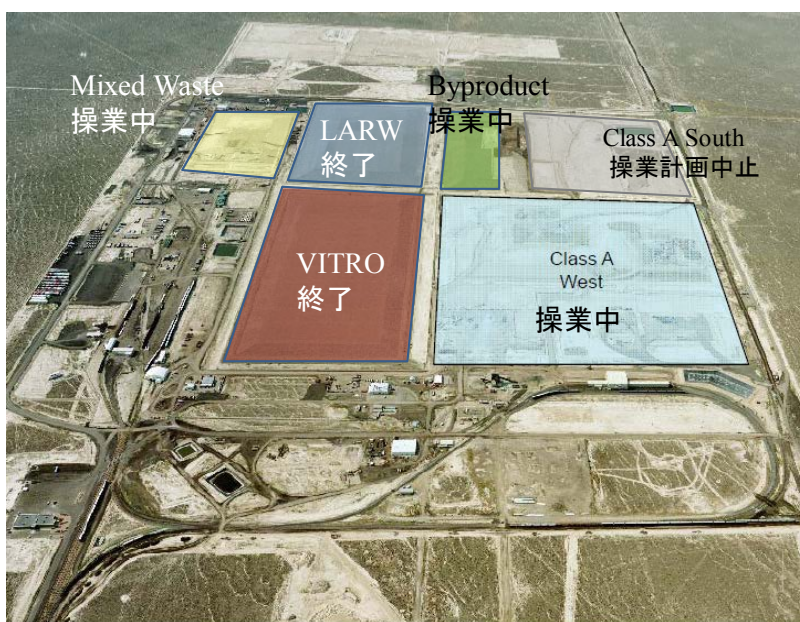 Mixed Waste
操業中
LARW
終了
Byproduct
操業中
Class A South
操業計画中止
VITRO
終了
Class A
West
操業中